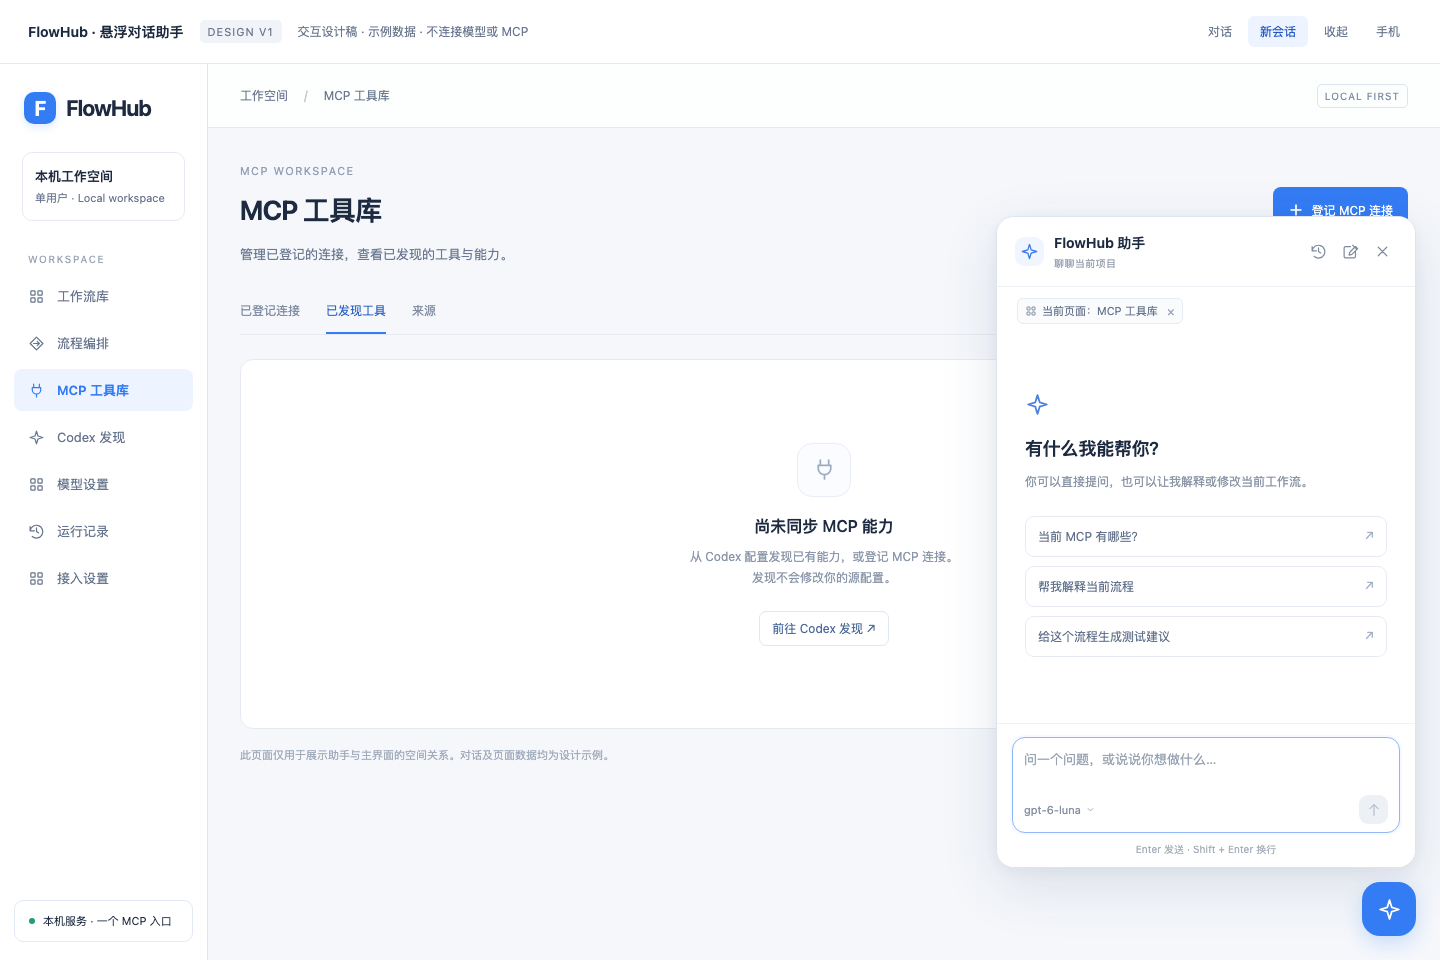 FlowHub · 悬浮对话助手
DESIGN V1
交互设计稿 · 示例数据 · 不连接模型或 MCP
对话
新会话
收起
手机
F FlowHub
本机工作空间
单用户 · Local workspace
WORKSPACE
工作流库
流程编排
MCP 工具库
Codex 发现
模型设置
运行记录
接入设置
本机服务 · 一个 MCP 入口
工作空间 / MCP 工具库
LOCAL FIRST
MCP WORKSPACE
MCP 工具库
管理已登记的连接，查看已发现的工具与能力。
+ 登记 MCP 连接
已登记连接
已发现工具
来源
尚未同步 MCP 能力
从 Codex 配置发现已有能力，或登记 MCP 连接。
发现不会修改你的源配置。
前往 Codex 发现 ↗
此页面仅用于展示助手与主界面的空间关系。对话及页面数据均为设计示例。
FlowHub 助手
聊聊当前项目
当前页面：MCP 工具库 ×
有什么我能帮你？
你可以直接提问，也可以让我解释或修改当前工作流。
当前 MCP 有哪些？
帮我解释当前流程
给这个流程生成测试建议
问一个问题，或说说你想做什么...
gpt-6-luna
Enter 发送 · Shift + Enter 换行